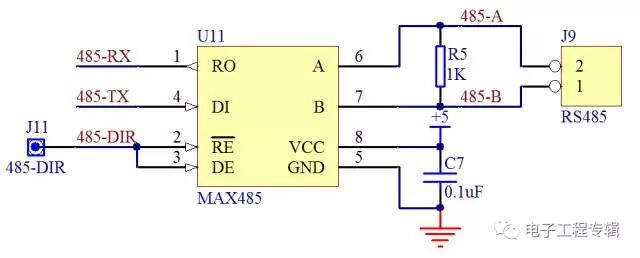 U11
485-A
J9
485-RX
1
RO
A
6
R5
1K
2
1
485-TX
4
DI
B
7
485-B
RS485
J11
485-DIR
485-DIR
2
RE
VCC
8
+5
3
DE
GND
5
C7
0.1uF
MAX485
电子工程专辑